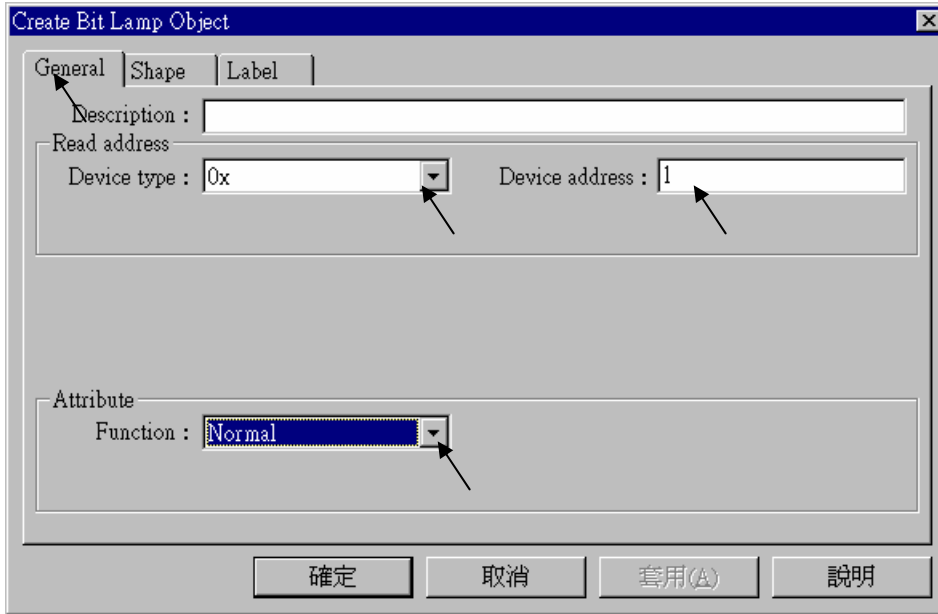 Create Bit Lamp Object
General Shape Label
Description :
Read address
Device type : 0x Device address : 1
Attribute
Function : Normal
確定 取消 套用(A) 說明